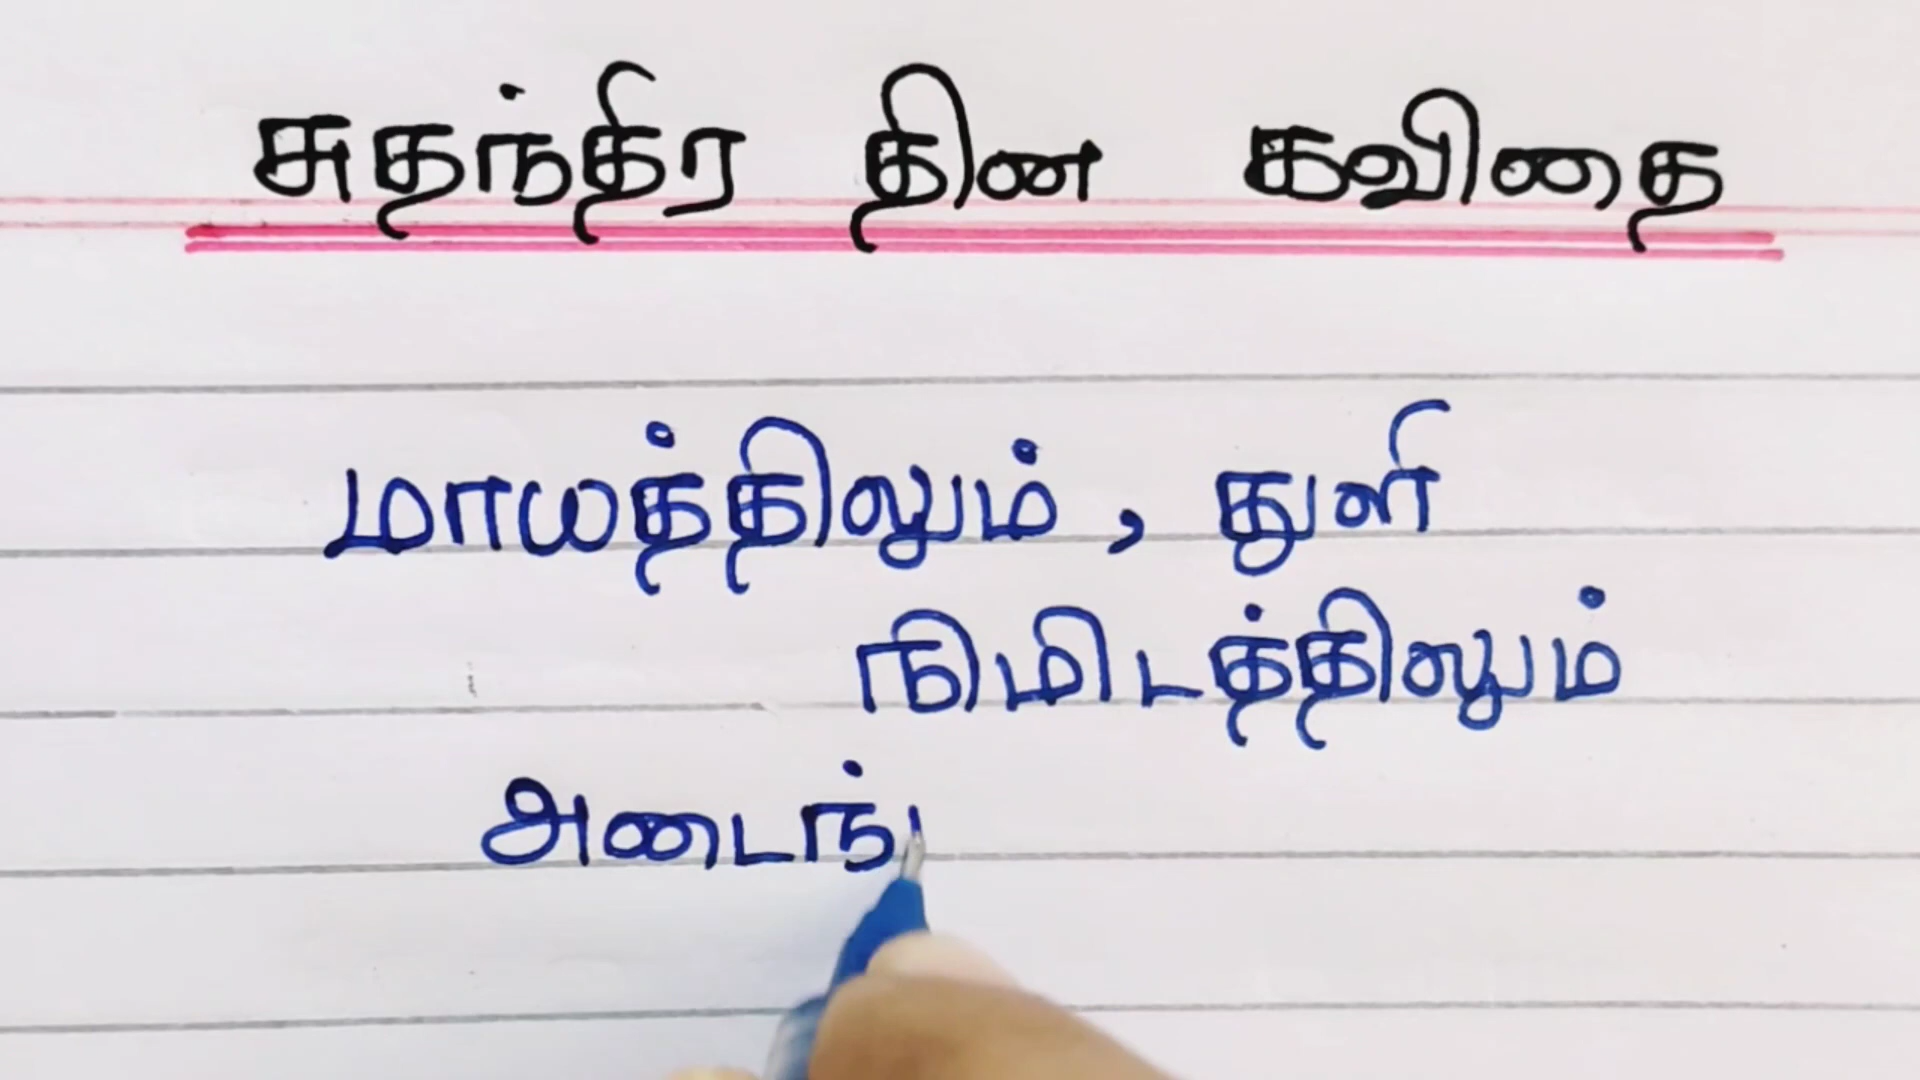 சுதந்திர தின கவிதை
மாயத்திலும், துளி
நிமிடத்திலும்
அடைந்